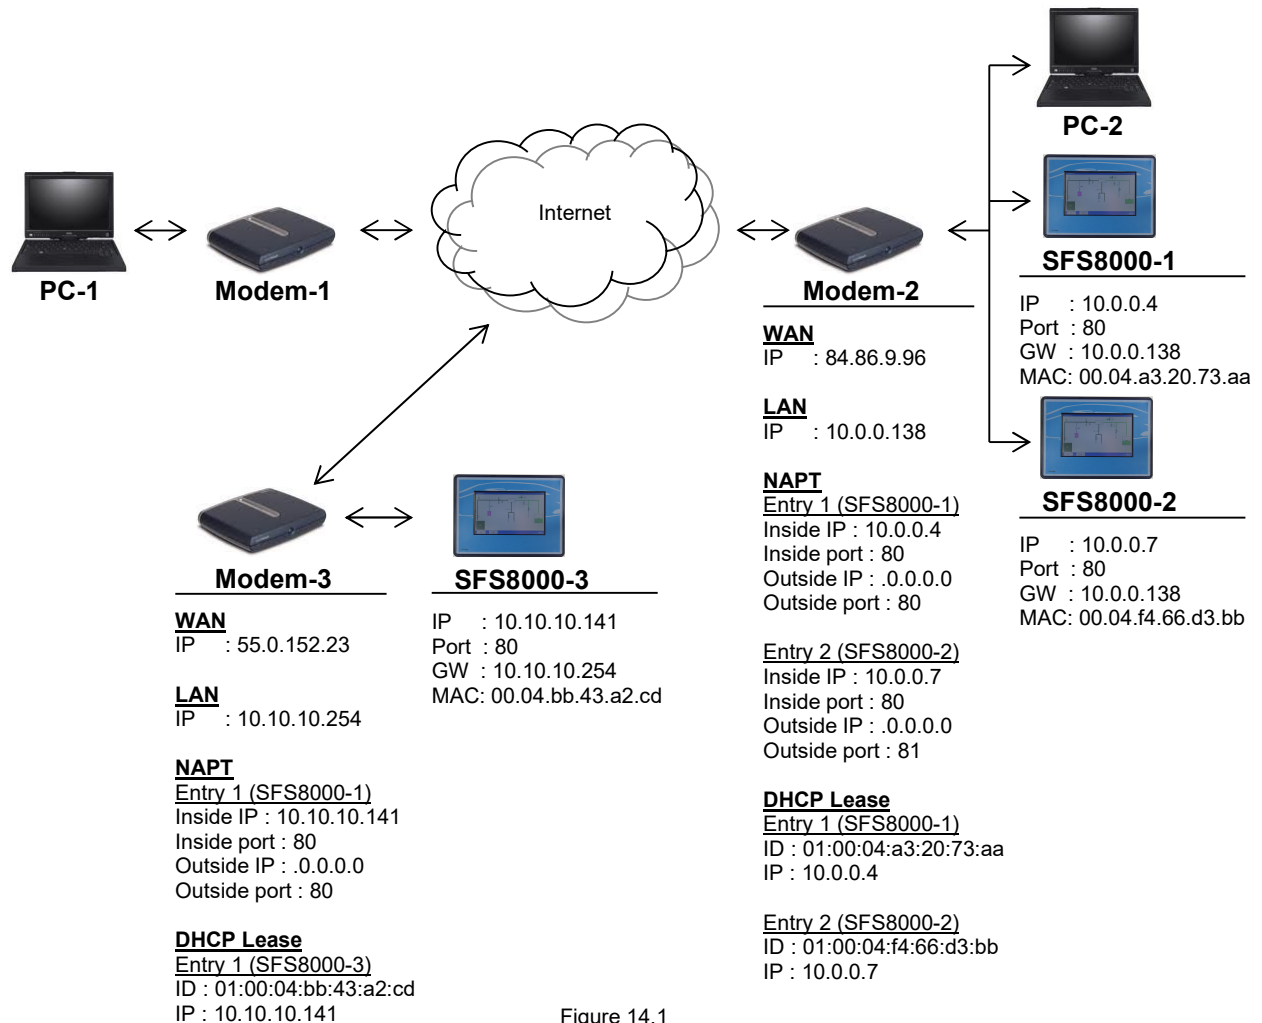 PC-2
Internet
SFS8000-1
IP : 10.0.0.4
Port : 80
GW : 10.0.0.138
MAC: 00.04.a3.20.73.aa
PC-1
Modem-1
Modem-2
WAN
IP : 84.86.9.96
LAN
IP : 10.0.0.138
NAPT
Entry 1 (SFS8000-1)
Inside IP : 10.0.0.4
Inside port : 80
Outside IP : .0.0.0.0
Outside port : 80
Entry 2 (SFS8000-2)
Inside IP : 10.0.0.7
Inside port : 80
Outside IP : .0.0.0.0
Outside port : 81
DHCP Lease
Entry 1 (SFS8000-1)
ID : 01:00:04:a3:20:73:aa
IP : 10.0.0.4
Entry 2 (SFS8000-2)
ID : 01:00:04:f4:66:d3:bb
IP : 10.0.0.7
SFS8000-2
IP : 10.0.0.7
Port : 80
GW : 10.0.0.138
MAC: 00.04.f4.66.d3.bb
Modem-3
WAN
IP : 55.0.152.23
LAN
IP : 10.10.10.254
NAPT
Entry 1 (SFS8000-1)
Inside IP : 10.10.10.141
Inside port : 80
Outside IP : .0.0.0.0
Outside port : 80
DHCP Lease
Entry 1 (SFS8000-3)
ID : 01:00:04:bb:43:a2:cd
IP : 10.10.10.141
SFS8000-3
IP : 10.10.10.141
Port : 80
GW : 10.10.10.254
MAC: 00.04.bb.43.a2.cd
Figure 14.1